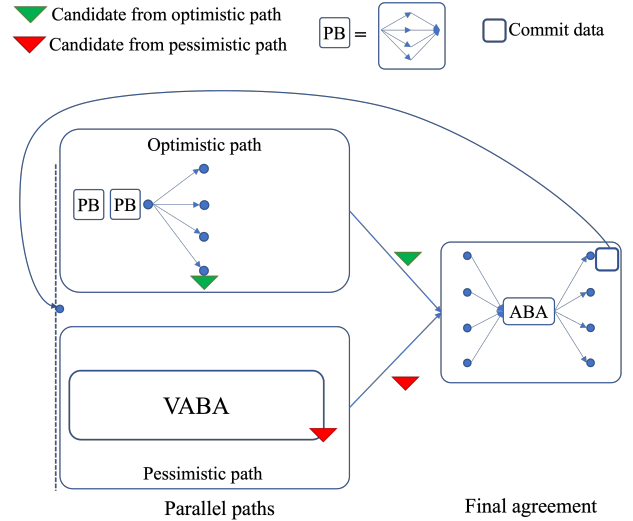 Candidate from optimistic path
Candidate from pessimistic path
PB =
Commit data
Optimistic path
PB PB
ABA
VABA
Pessimistic path
Parallel paths
Final agreement